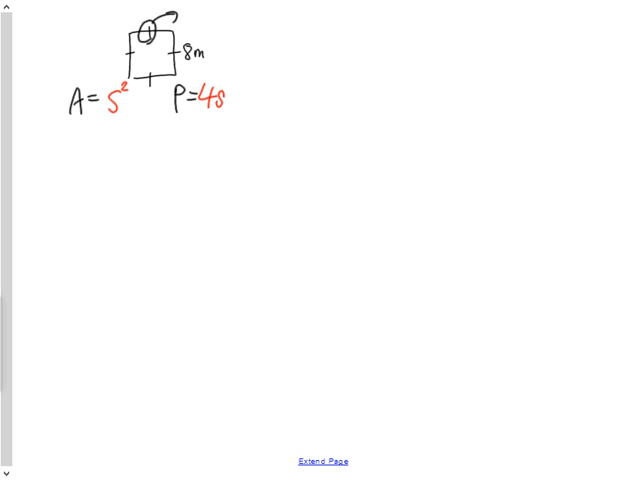 8m
A = s² P = 4s
Extend Page